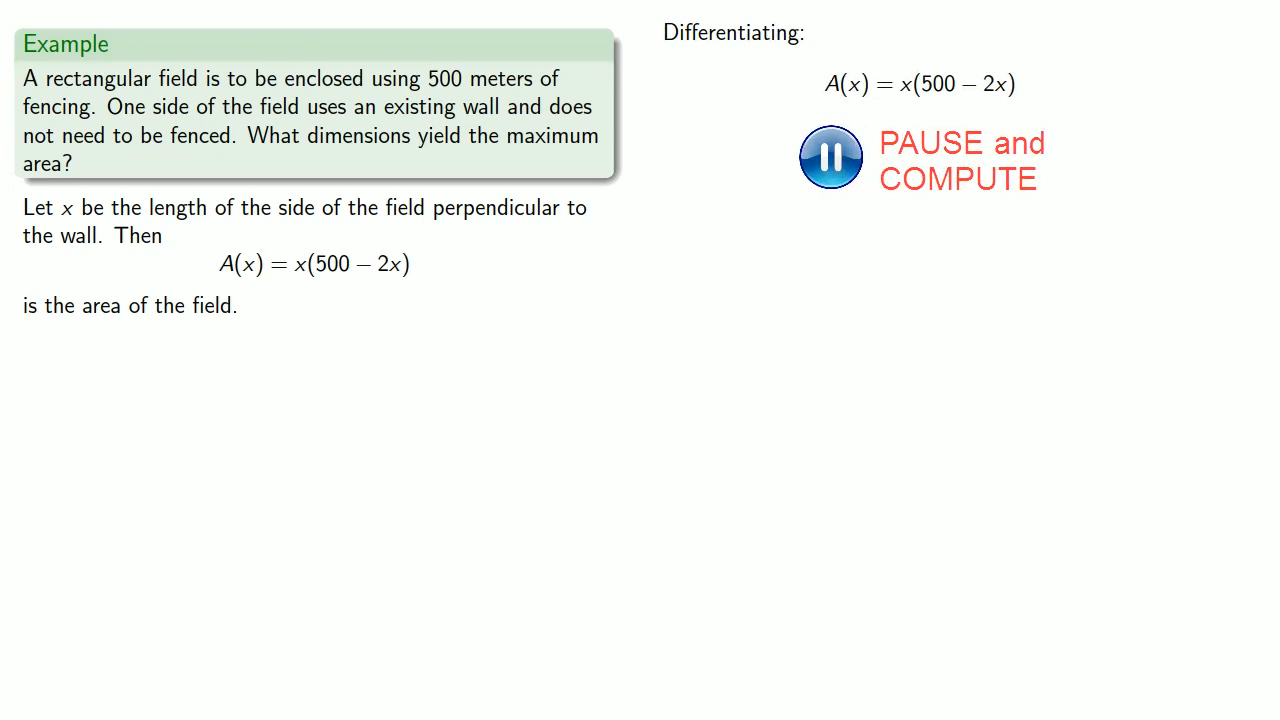 Example
A rectangular field is to be enclosed using 500 meters of
fencing. One side of the field uses an existing wall and does
not need to be fenced. What dimensions yield the maximum
area?
Let x be the length of the side of the field perpendicular to
the wall. Then
A(x) = x(500 − 2x)
is the area of the field.
Differentiating:
A(x) = x(500 − 2x)
PAUSE and
COMPUTE